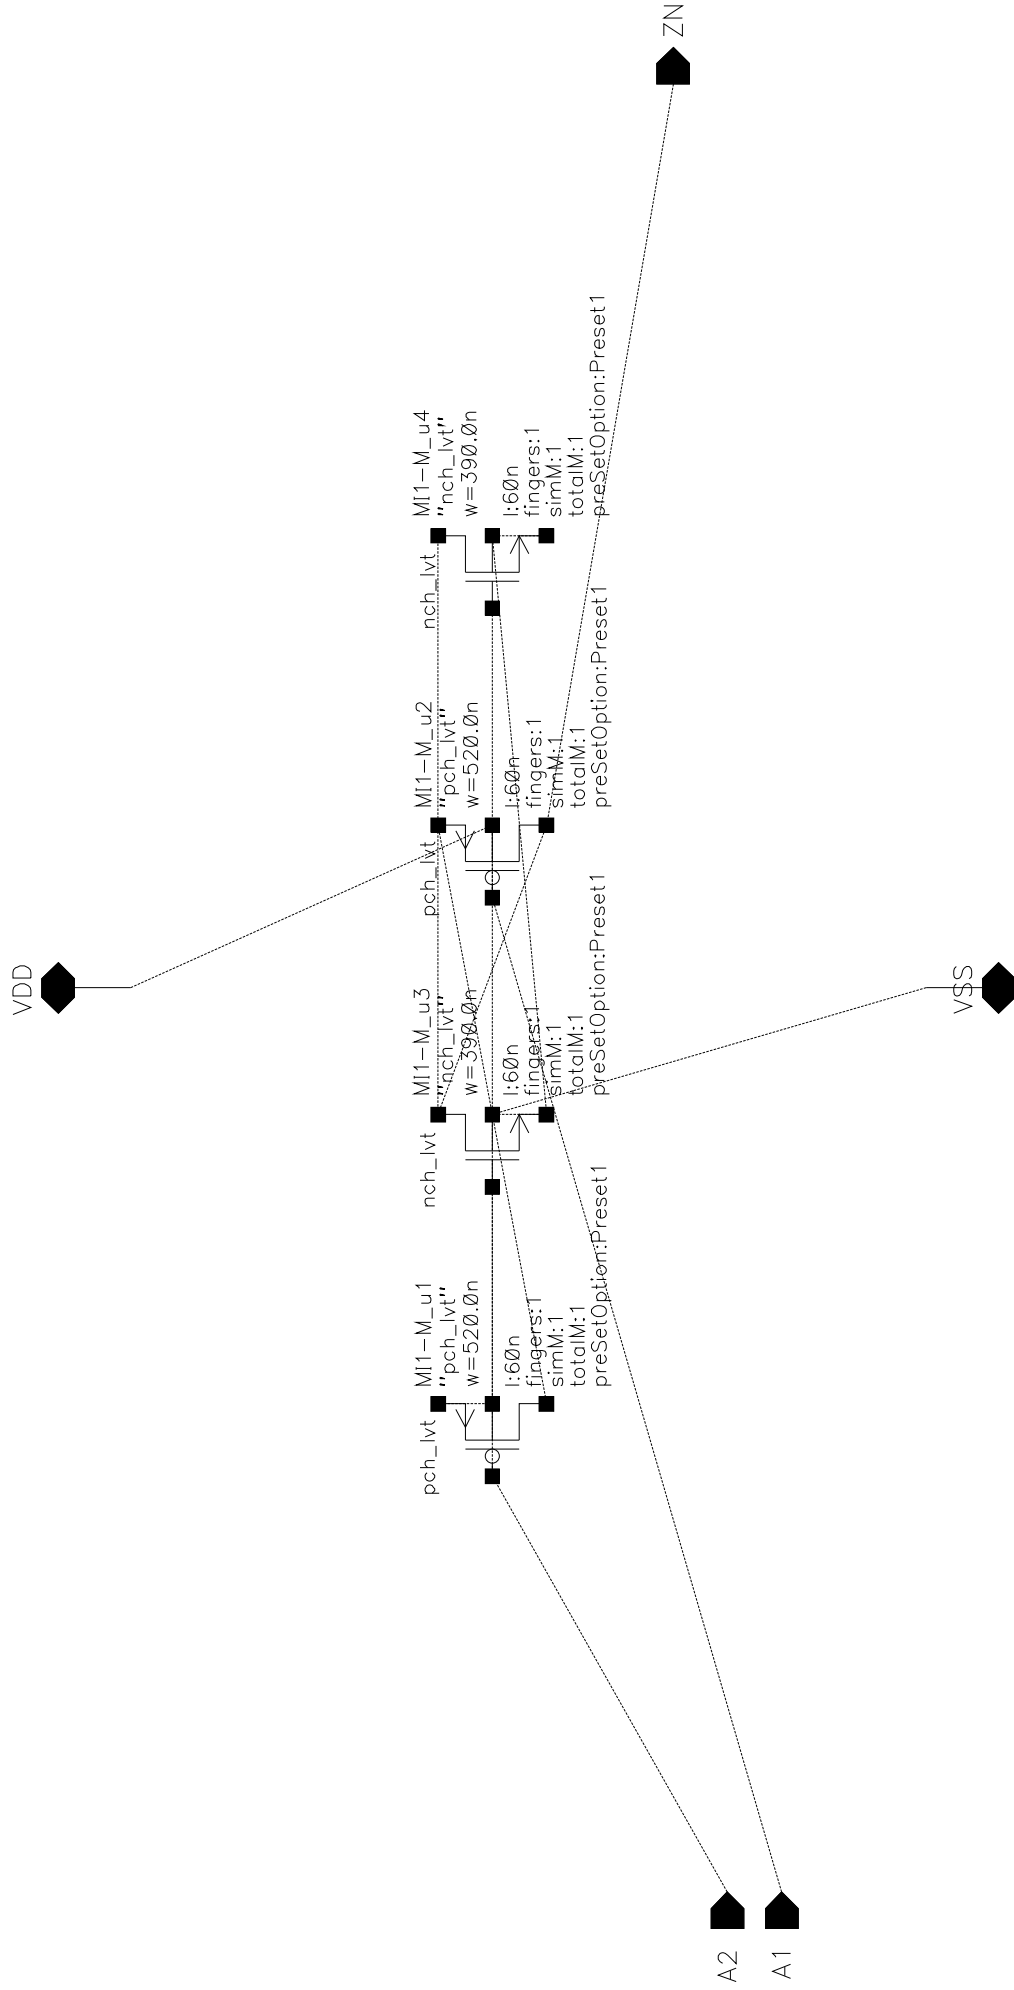 VDD
A2
A1
pch_lvt
MI1-M_u1
"pch_lvt"
w=520.0n
l:60n
fingers:1
simM:1
totalM:1
preSetOption:Preset1
nch_lvt
MI1-M_u3
"nch_lvt"
w=390.0n
l:60n
fingers:1
simM:1
totalM:1
preSetOption:Preset1
pch_lvt
MI1-M_u2
"pch_lvt"
w=520.0n
l:60n
fingers:1
simM:1
totalM:1
preSetOption:Preset1
nch_lvt
MI1-M_u4
"nch_lvt"
w=390.0n
l:60n
fingers:1
simM:1
totalM:1
preSetOption:Preset1
ZN
VSS